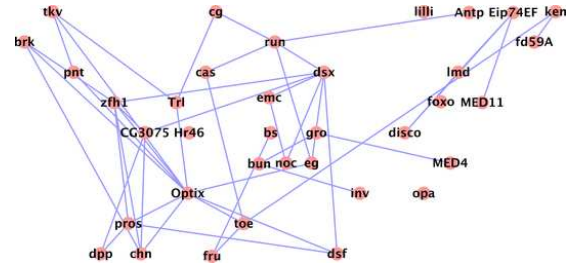 tkv cg lilli Antp Eip74EF ken
brk run fd59A
pnt cas dsx lmd
zfh1 Trl emc foxo MED11
CG3075 Hr46 bs gro disco
bun noc eg MED4
Optix inv opa
pros toe
dpp chn fru dsf